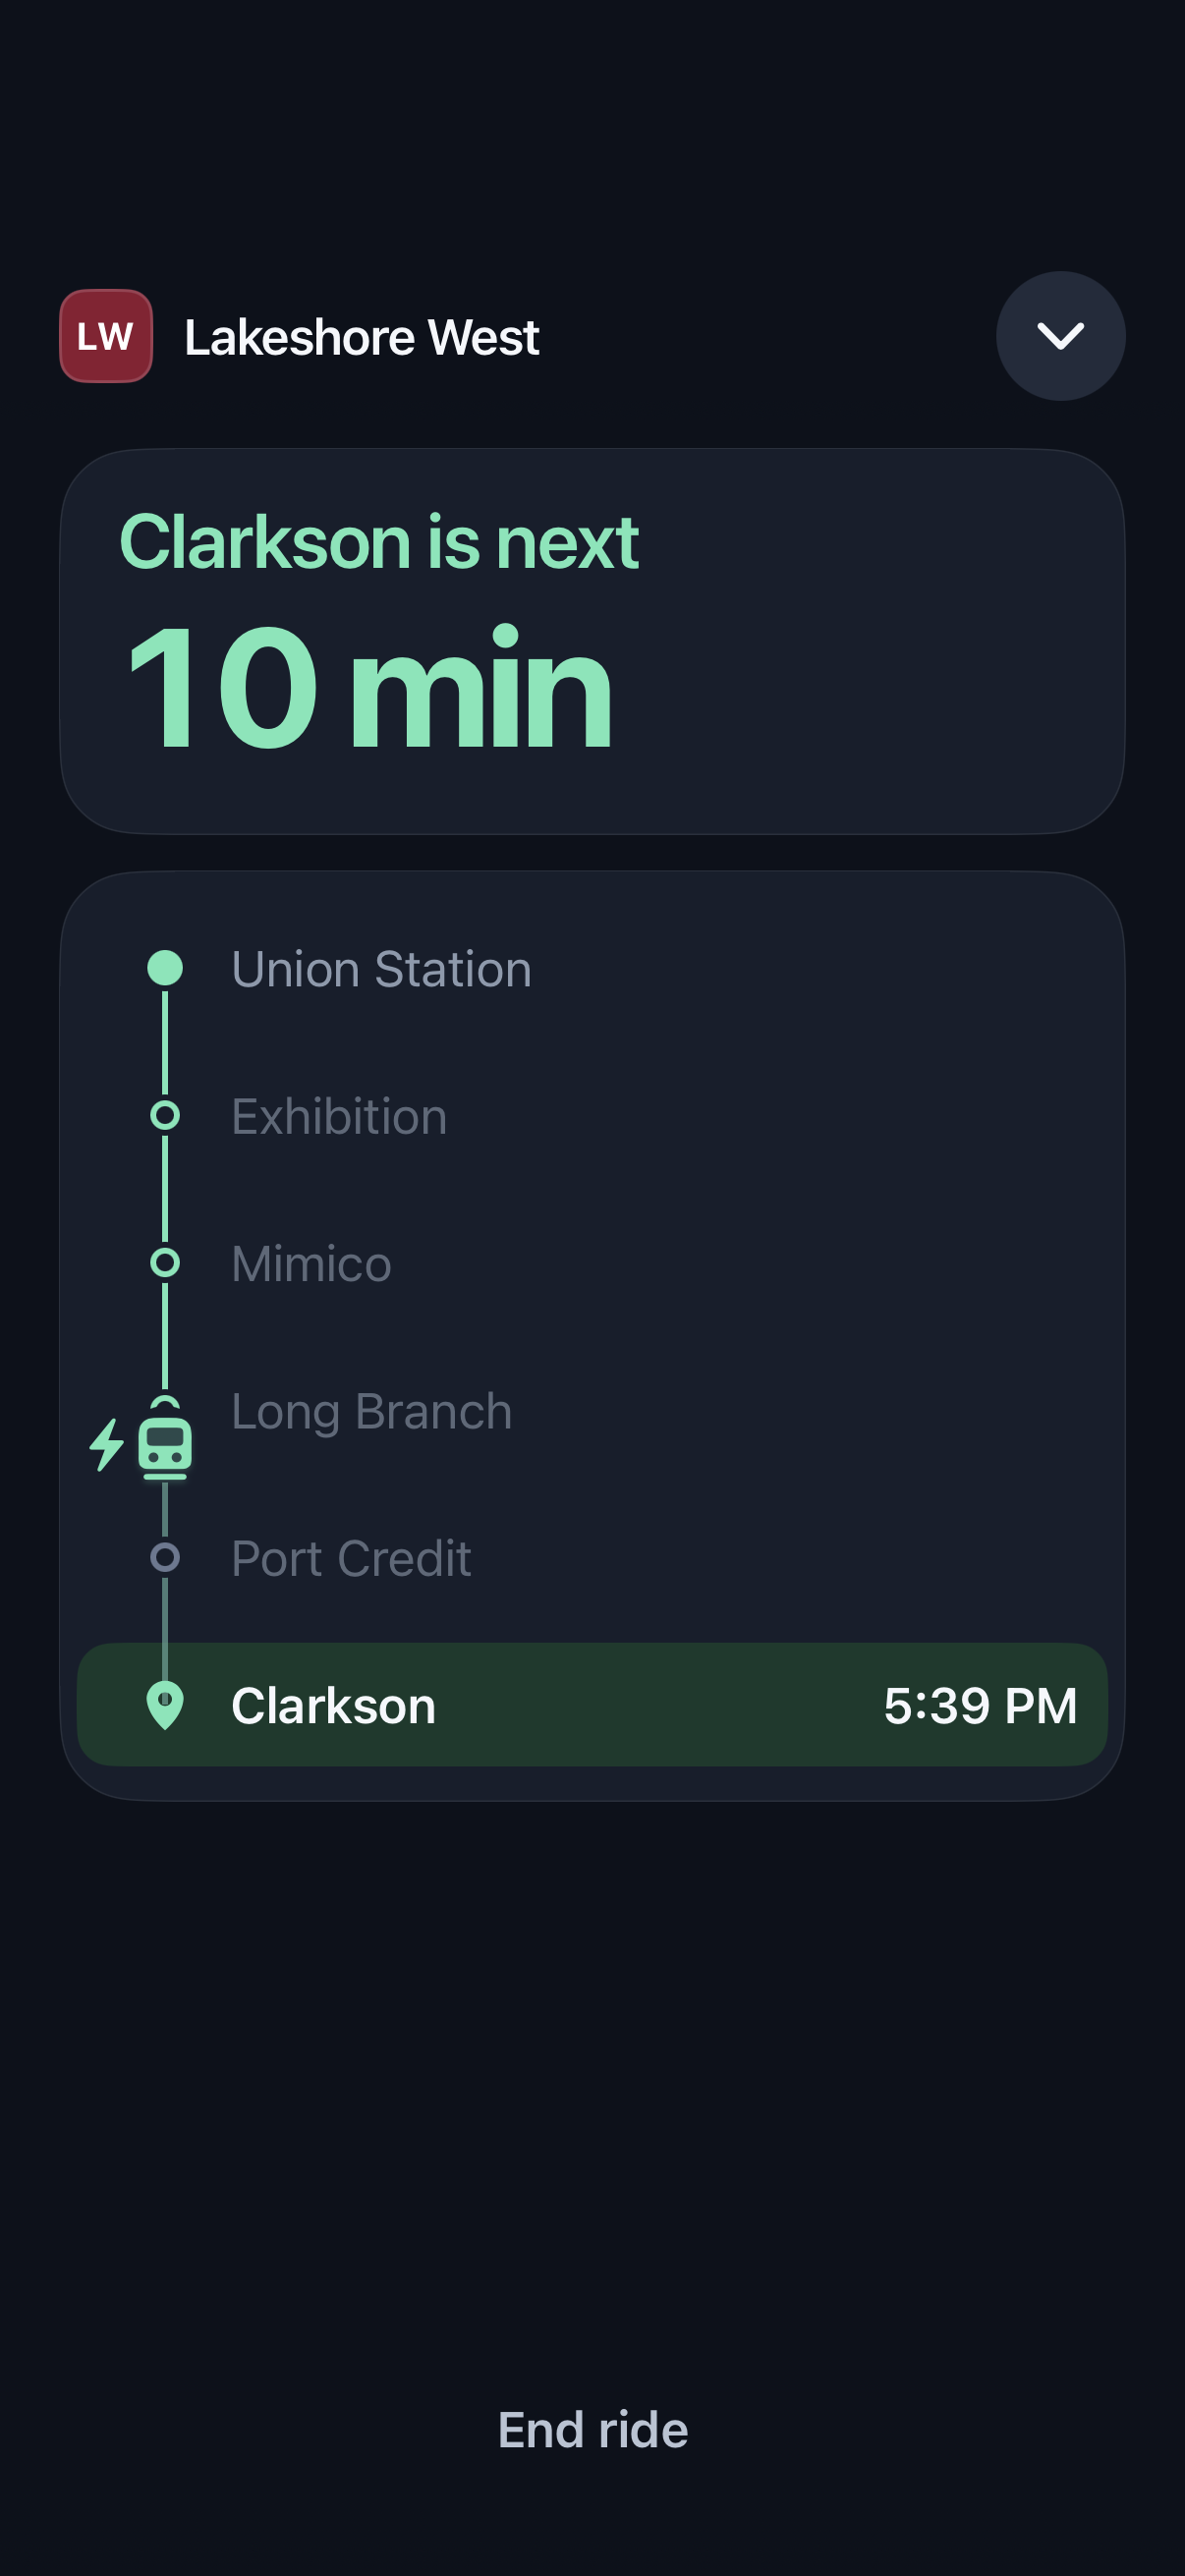 LW Lakeshore West
Clarkson is next
10 min
Union Station
Exhibition
Mimico
Long Branch
Port Credit
Clarkson 5:39 PM
End ride